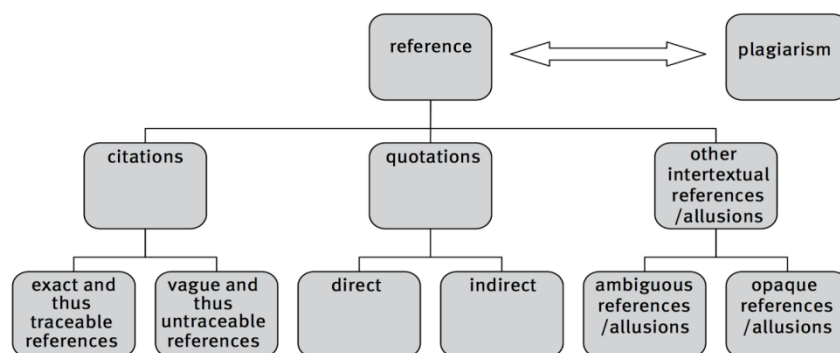 reference
plagiarism
citations
quotations
other
intertextual
references
/allusions
exact and
thus
traceable
references
vague and
thus
untraceable
references
direct
indirect
ambiguous
references
/allusions
opaque
references
/allusions